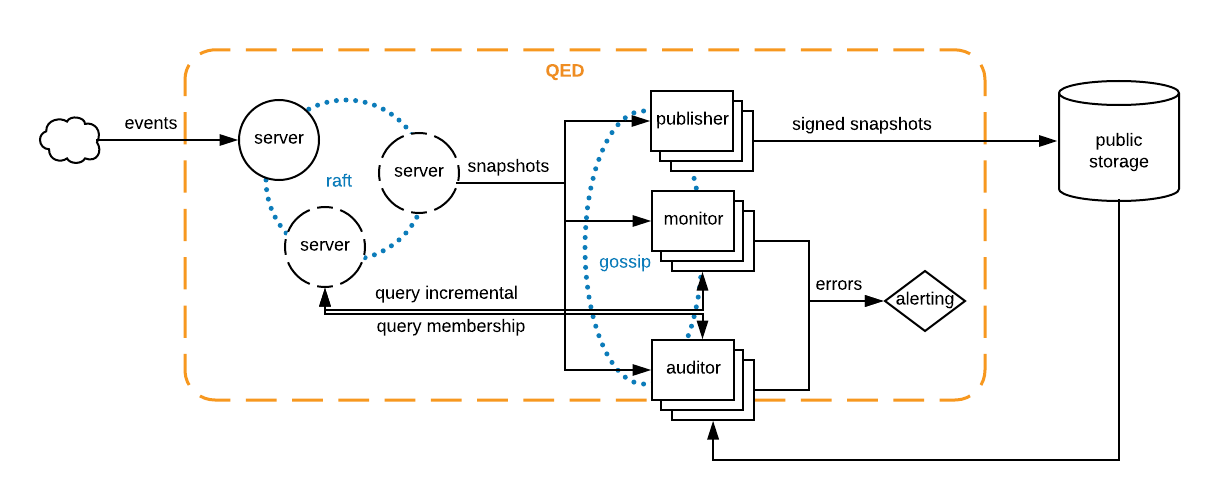 QED
events
server
server
server
raft
snapshots
publisher
monitor
auditor
gossip
query incremental
query membership
signed snapshots
public
storage
errors
alerting